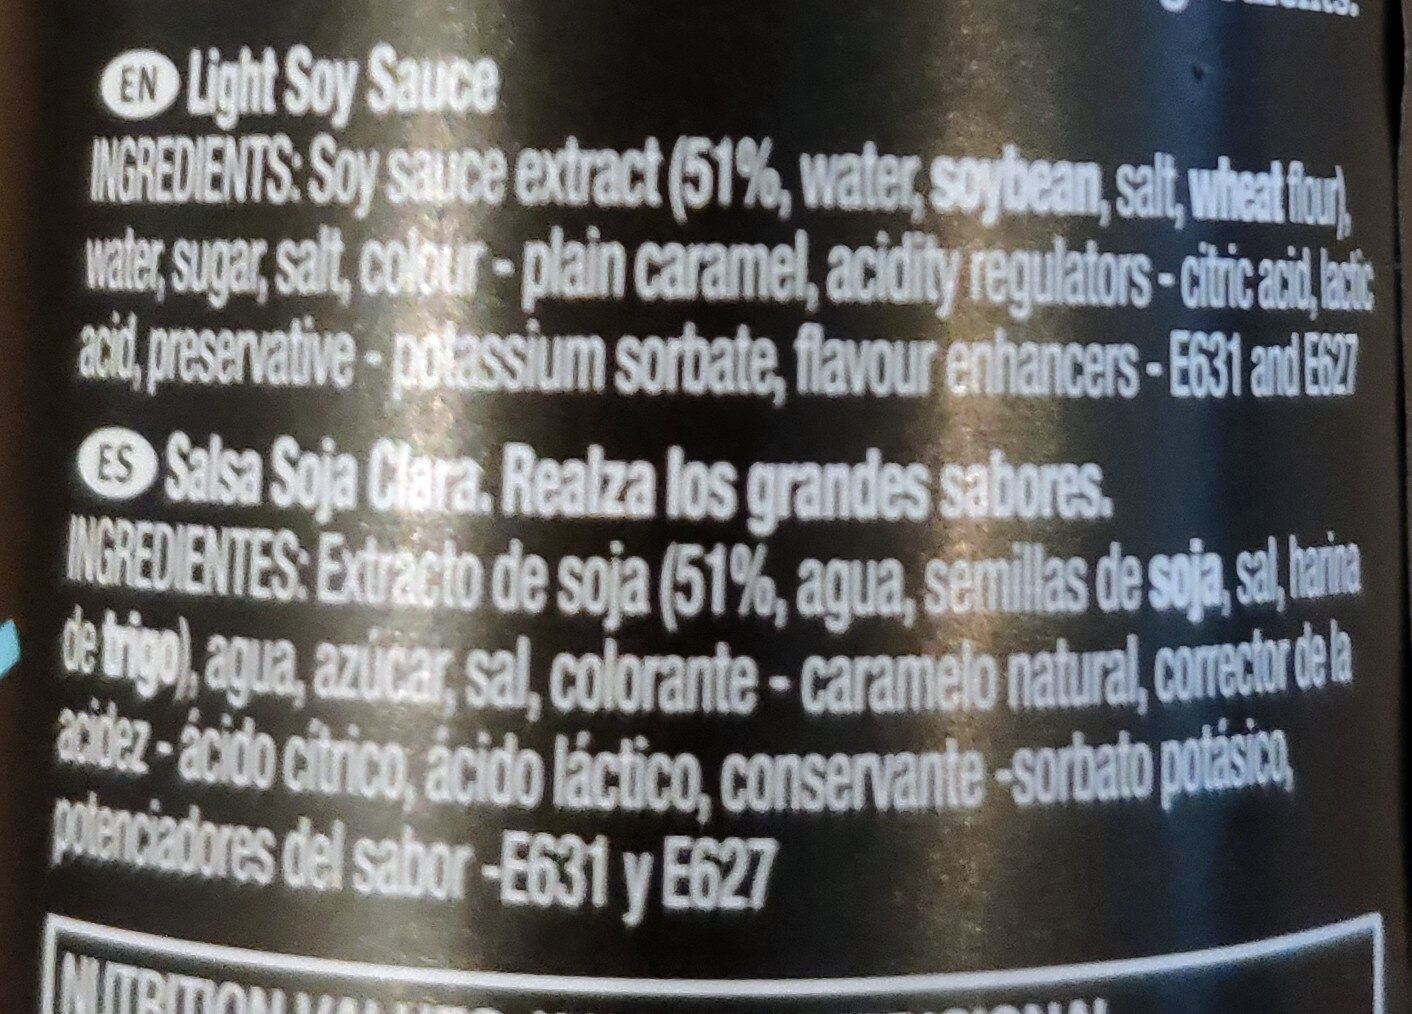 EN Light Soy Sauce
INGREDIENTS: Soy sauce extract (51%, water, soybean, salt, wheat flour),
water, sugar, salt, colour - plain caramel, acidity regulators - citric acid, lactic
acid, preservative - potassium sorbate, flavour enhancers - E631 and E627
ES Salsa Soja Clara. Realza los grandes sabores.
INGREDIENTES: Extracto de soja (51%, agua, semillas de soja, sal, harina
de trigo), agua, azúcar, sal, colorante - caramelo natural, corrector de la
acidez - ácido cítrico, ácido láctico, conservante -sorbato potásico,
potenciadores del sabor -E631 y E627
NUTRITION